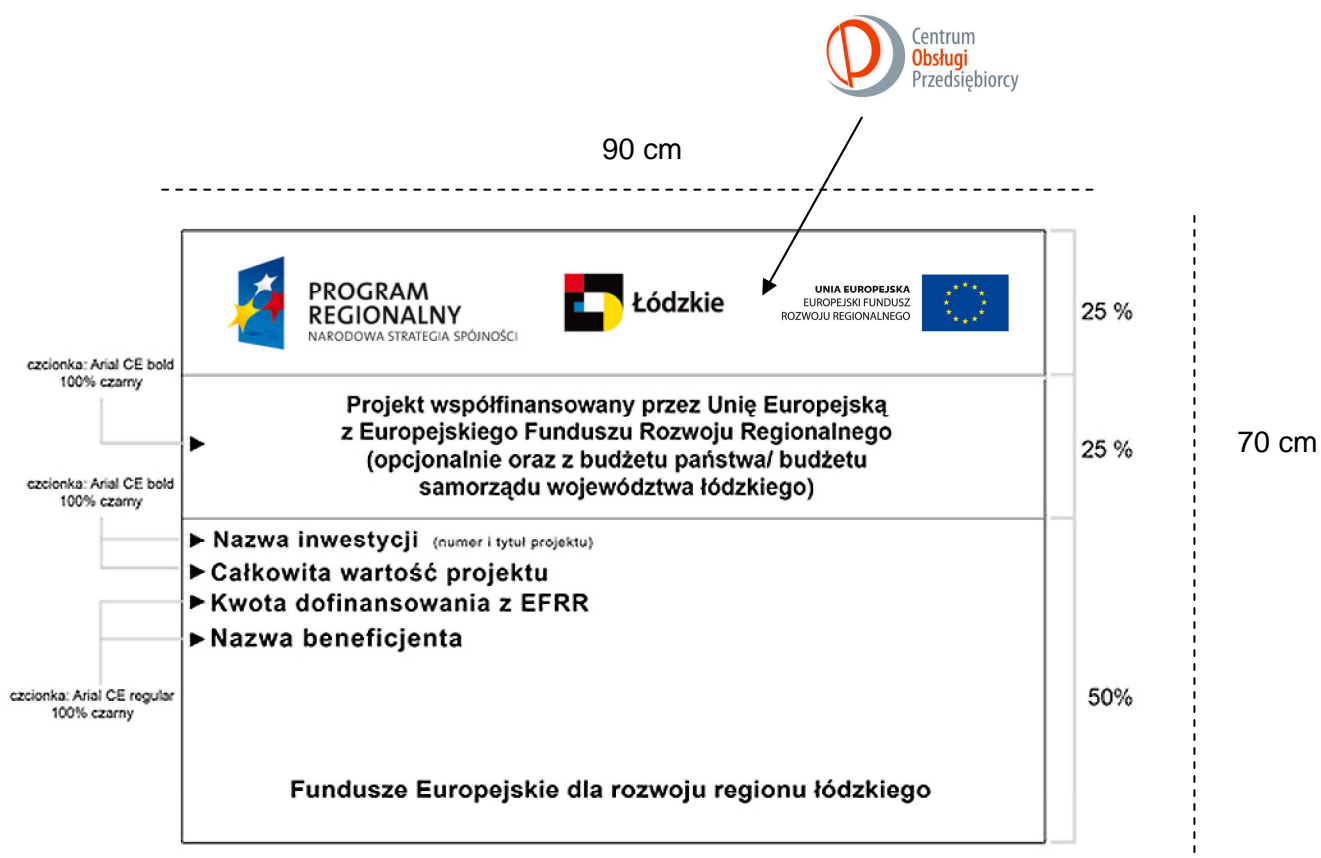 Centrum
Obsługi
Przedsiębiorcy
90 cm
PROGRAM
REGIONALNY
NARODOWA STRATEGIA SPÓJNOŚCI
Łódzkie
UNIA EUROPEJSKA
EUROPEJSKI FUNDUSZ
ROZWOJU REGIONALNEGO
25 %
czcionka: Arial CE bold
100% czarny
Projekt współfinansowany przez Unię Europejską
z Europejskiego Funduszu Rozwoju Regionalnego
(opcjonalnie oraz z budżetu państwa/ budżetu
samorządu województwa łódzkiego)
25 %
70 cm
czcionka: Arial CE bold
100% czarny
Nazwa inwestycji (numer i tytuł projektu)
Całkowita wartość projektu
Kwota dofinansowania z EFRR
Nazwa beneficjenta
czcionka: Arial CE regular
100% czarny
50%
Fundusze Europejskie dla rozwoju regionu łódzkiego